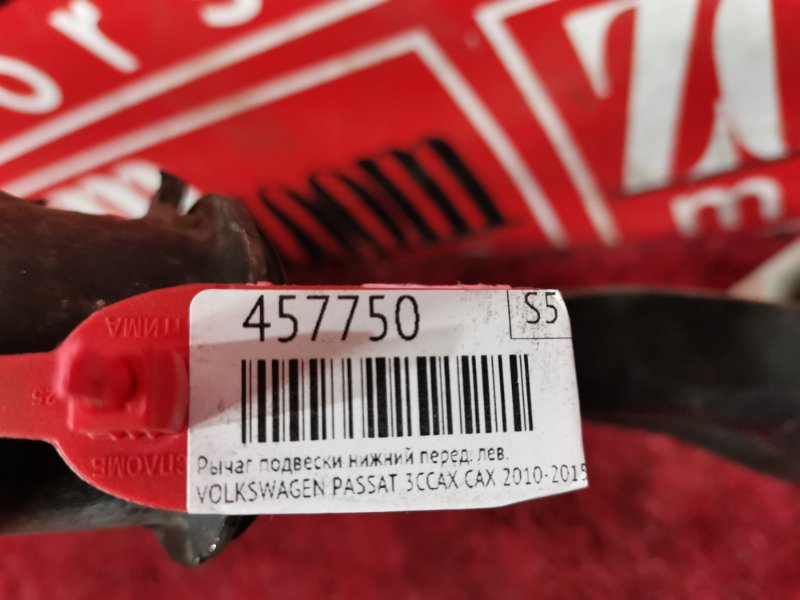 457750
S5
Рычаг подвески нижний перед. лев.
VOLKSWAGEN PASSAT 3CCAX CAX 2010-2015